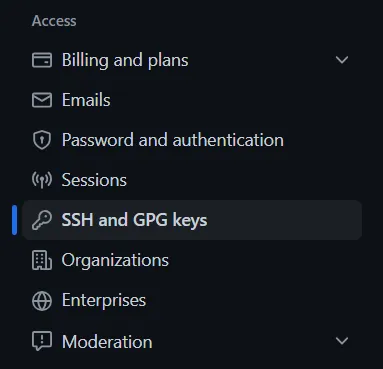 Access
Billing and plans
Emails
Password and authentication
Sessions
SSH and GPG keys
Organizations
Enterprises
Moderation